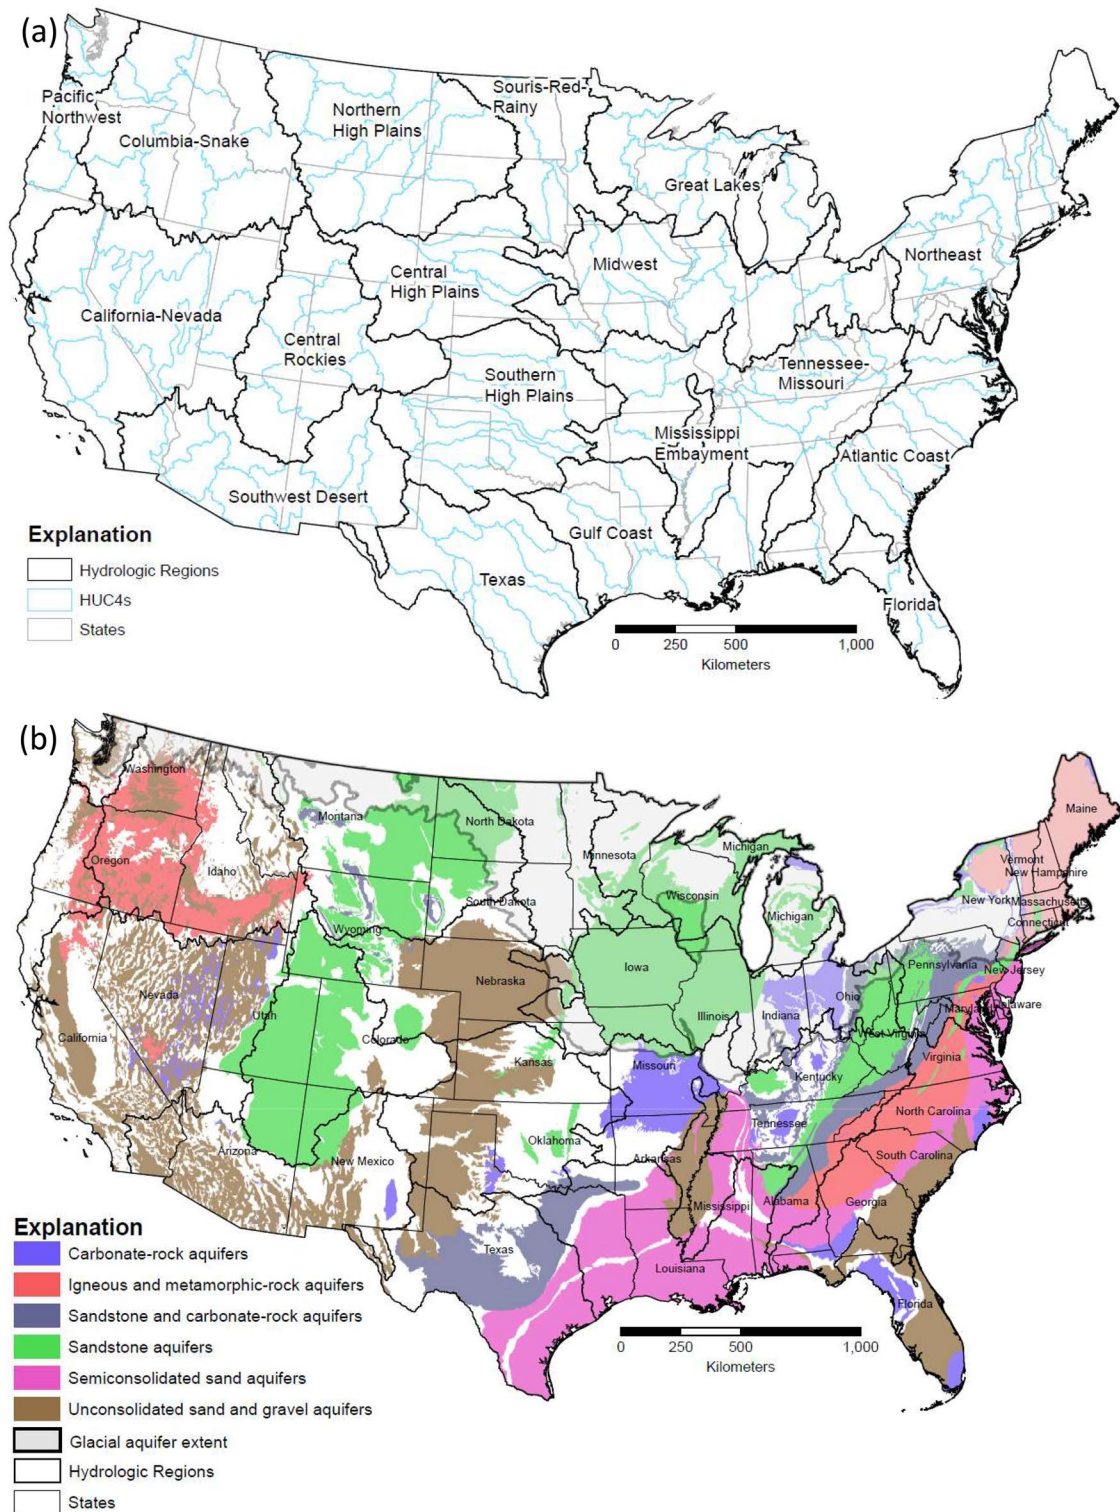 (a)
Pacific
Northwest
Columbia-Snake
Northern
High Plains
Souris-Red-
Rainy
Great Lakes
Northeast
Midwest
Central
High Plains
California-Nevada
Central
Rockies
Southern
High Plains
Tennessee-
Missouri
Mississippi
Embayment
Atlantic Coast
Southwest Desert
Gulf Coast
Texas
Florida
Explanation
Hydrologic Regions
HUC4s
States
0 250 500 1,000
Kilometers
(b)
Washington
Montana
North Dakota
Minnesota
Michigan
Maine
Vermont
New Hampshire
Oregon
Idaho
South Dakota
Wisconsin
Michigan
New York
Massachusetts
Connecticut
Wyoming
Iowa
Pennsylvania
New Jersey
Nebraska
Nevada
Utah
Illinois
Indiana
Ohio
Maryland
Delaware
California
Colorado
Kansas
Missouri
West Virginia
Virginia
Kentucky
Arizona
New Mexico
Oklahoma
Arkansas
Tennessee
North Carolina
South Carolina
Mississippi
Alabama
Georgia
Texas
Louisiana
Florida
Explanation
Carbonate-rock aquifers
Igneous and metamorphic-rock aquifers
Sandstone and carbonate-rock aquifers
Sandstone aquifers
Semiconsolidated sand aquifers
Unconsolidated sand and gravel aquifers
Glacial aquifer extent
Hydrologic Regions
States
0 250 500 1,000
Kilometers